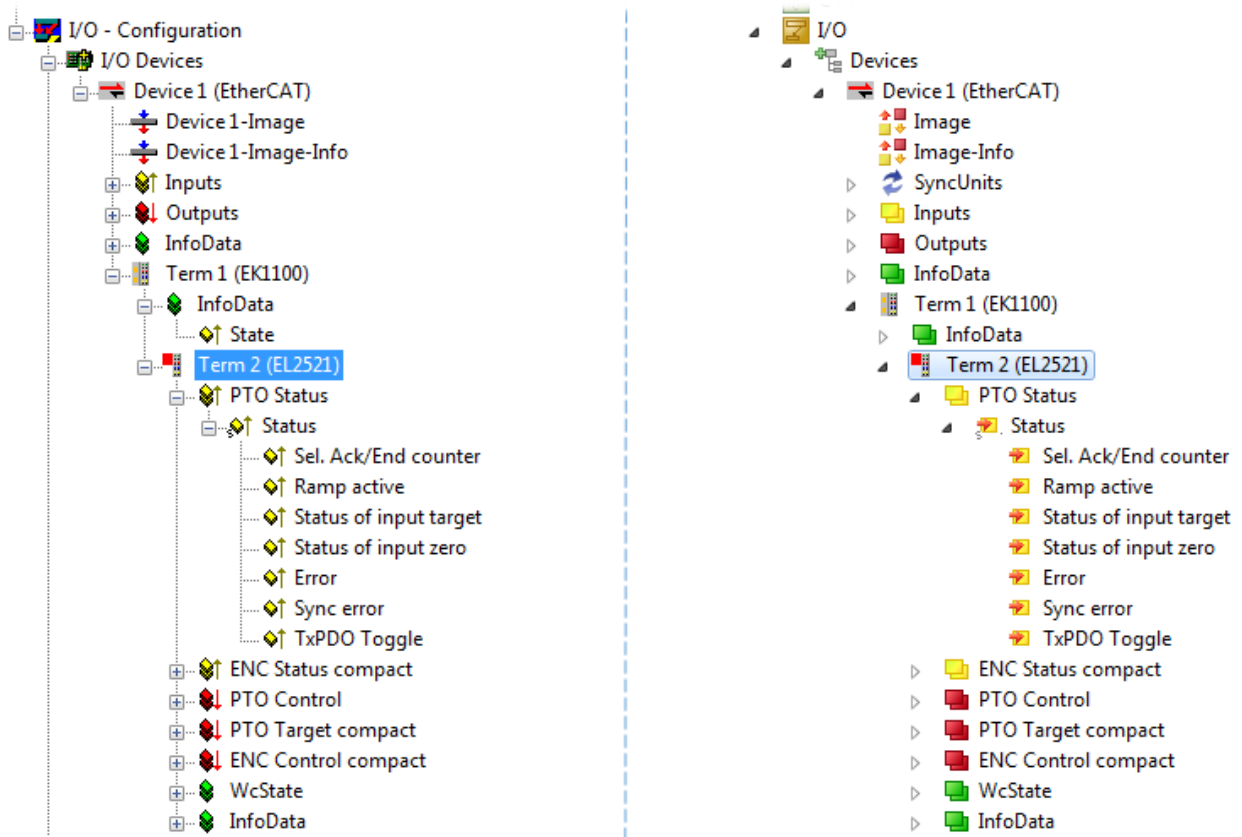 I/O - Configuration
I/O Devices
Device 1 (EtherCAT)
Device 1-Image
Device 1-Image-Info
Inputs
Outputs
InfoData
Term 1 (EK1100)
InfoData
State
Term 2 (EL2521)
PTO Status
Status
Sel. Ack/End counter
Ramp active
Status of input target
Status of input zero
Error
Sync error
TxPDO Toggle
ENC Status compact
PTO Control
PTO Target compact
ENC Control compact
WcState
InfoData
I/O
Devices
Device 1 (EtherCAT)
Image
Image-Info
SyncUnits
Inputs
Outputs
InfoData
Term 1 (EK1100)
InfoData
Term 2 (EL2521)
PTO Status
Status
Sel. Ack/End counter
Ramp active
Status of input target
Status of input zero
Error
Sync error
TxPDO Toggle
ENC Status compact
PTO Control
PTO Target compact
ENC Control compact
WcState
InfoData